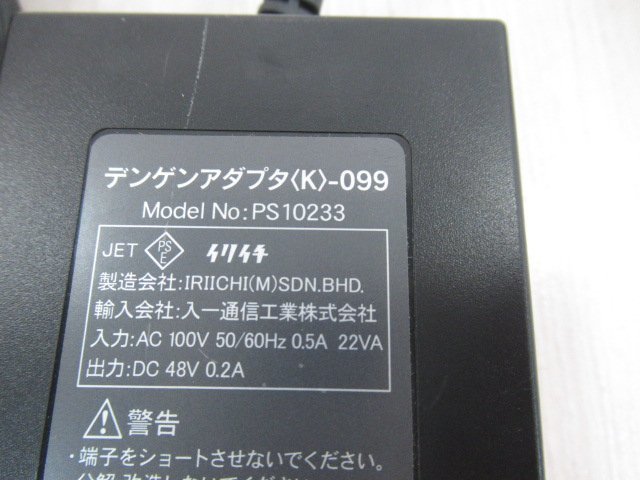 デンゲンアダプタ〈K〉-099
Model No:PS10233
JET PSE イリイチ
製造会社:IRIICHI(M)SDN.BHD.
輸入会社:入一通信工業株式会社
入力:AC 100V 50/60Hz 0.5A 22VA
出力:DC 48V 0.2A
警告
・端子をショートさせないでください。